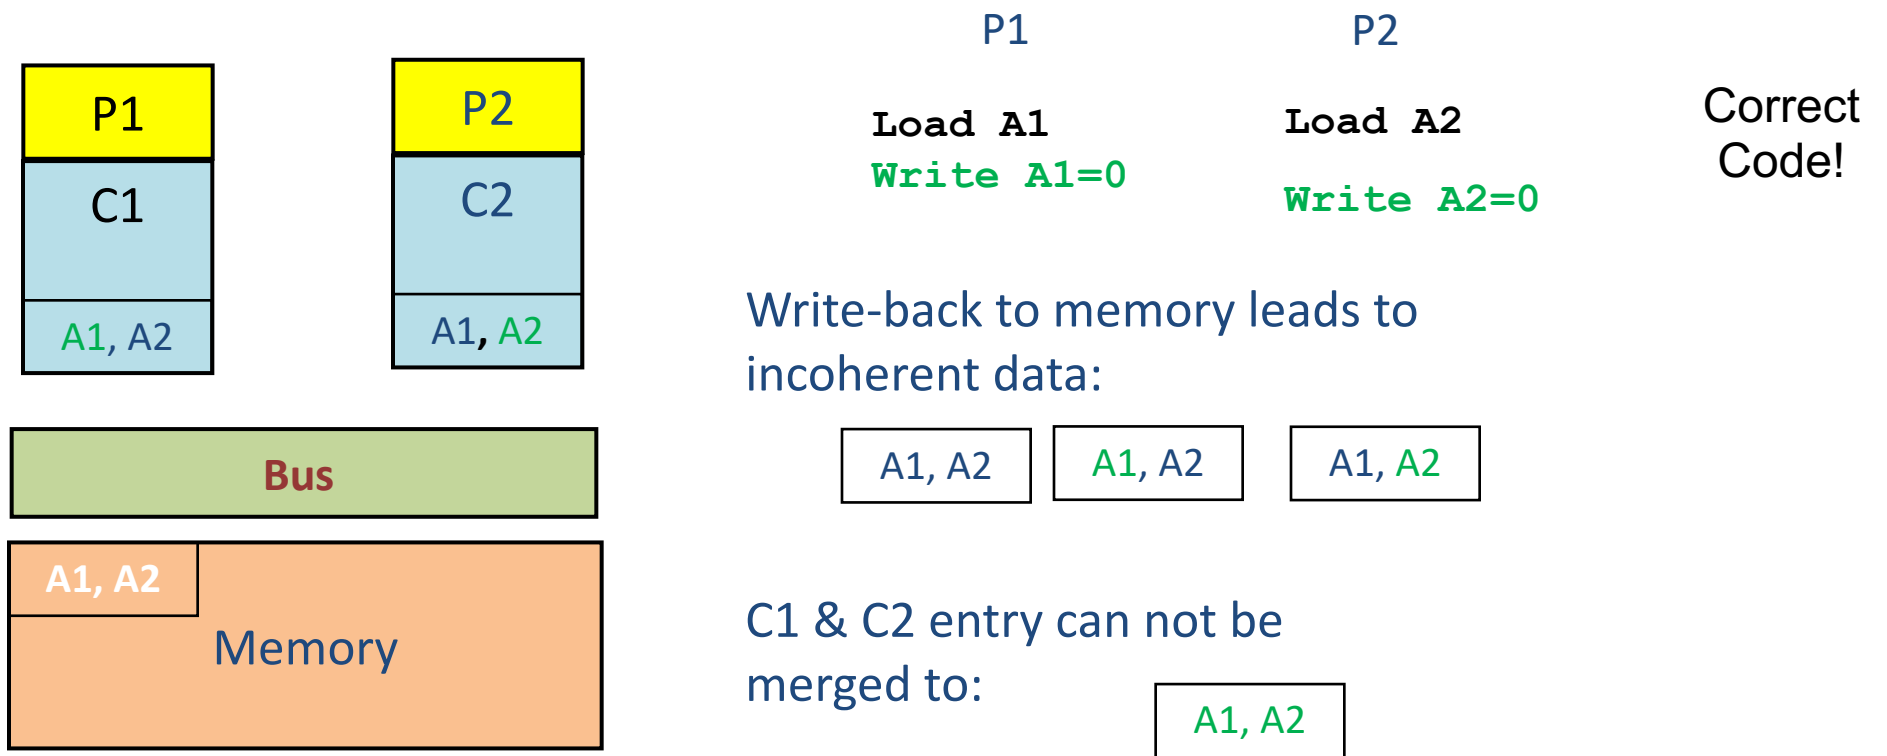 P1
C1
A1, A2
P2
C2
A1, A2
Bus
A1, A2
Memory
P1
Load A1
Write A1=0
P2
Load A2
Write A2=0
Correct
Code!
Write-back to memory leads to
incoherent data:
A1, A2
A1, A2
A1, A2
C1 & C2 entry can not be
merged to:
A1, A2